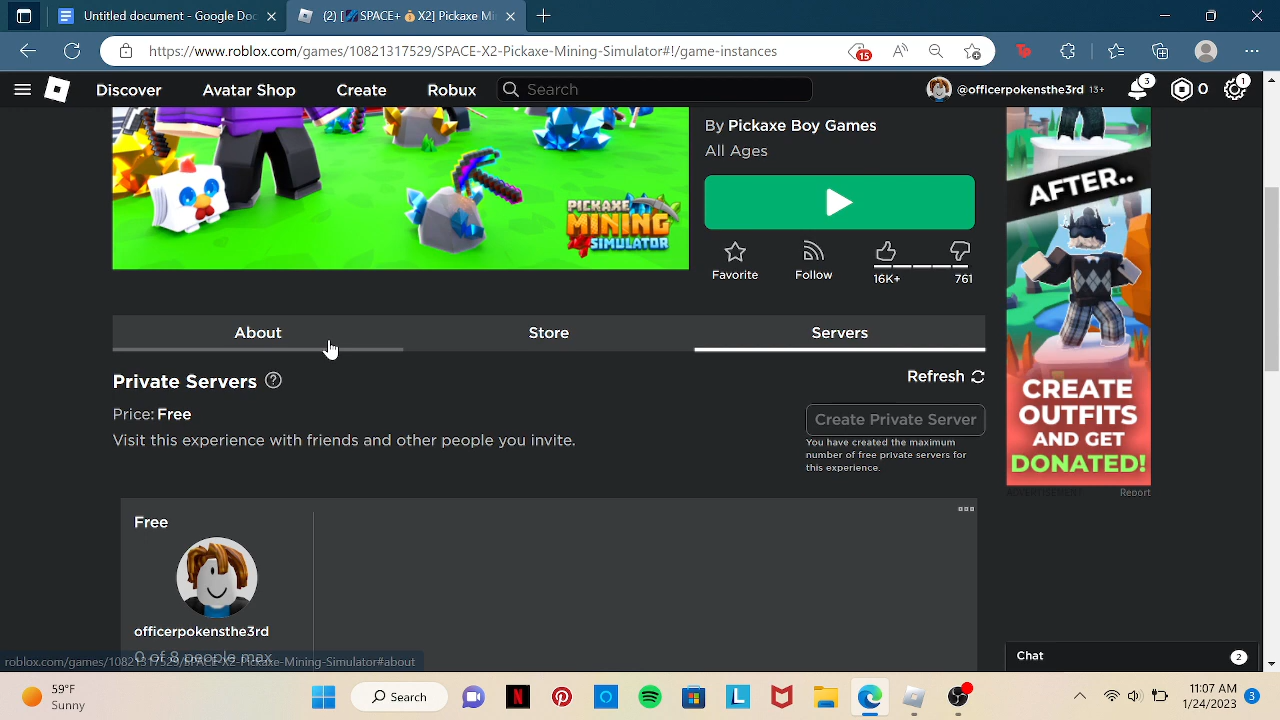 Untitled document - Google Doc
[2] [🌌SPACE+ 💰X2] Pickaxe Mi
https://www.roblox.com/games/10821317529/SPACE-X2-Pickaxe-Mining-Simulator#!/game-instances
15
Discover
Avatar Shop
Create
Robux
Search
@officerpokensthe3rd 13+
3
0
1
PICKAXE
MINING
SIMULATOR
By Pickaxe Boy Games
All Ages
Favorite
Follow
16K+
761
AFTER..
CREATE
OUTFITS
AND GET
DONATED!
ADVERTISEMENT
Report
About
Store
Servers
Private Servers
Refresh
Price: Free
Create Private Server
Visit this experience with friends and other people you invite.
You have created the maximum
number of free private servers for
this experience.
Free
officerpokensthe3rd
0 of 8 people max
roblox.com/games/10821317529/SPACE-X2-Pickaxe-Mining-Simulator#about
Chat
2
59°F
Sunny
Search
11:07 AM
1/24/2023
3